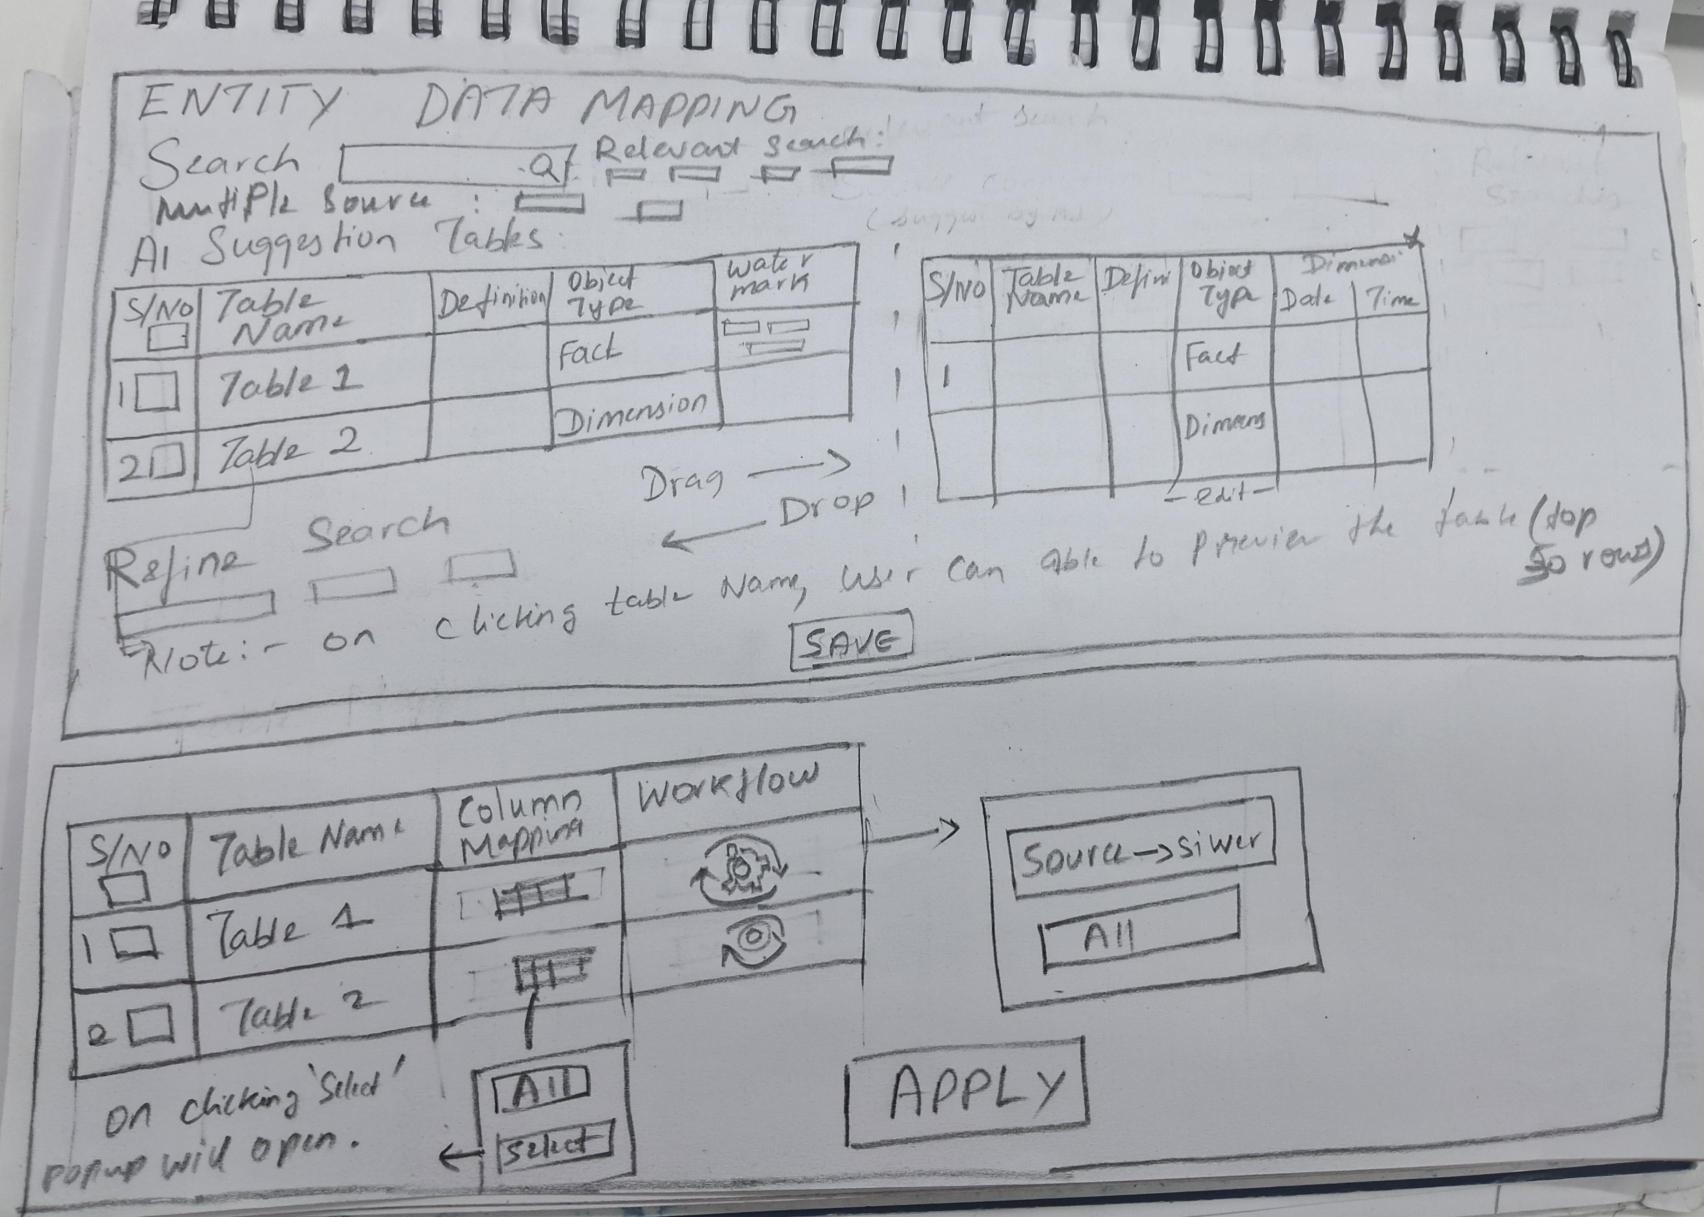 ENTITY DATA MAPPING
Search Relevant Search:
Multiple Source :
AI Suggestion Tables:
S/NO Table Name Definition Object Type Water mark
1 Table 1 Fact
2 Table 2 Dimension
S/NO Table Name Defini Object Type Dimensi Date Time
1 Fact
Dimens
-edit-
Drag
Drop
Refine Search
Note:- on clicking table Name, user can able to preview the table (top 50 rows)
SAVE
S/NO Table Name Column Mapping Workflow
1 Table 1
2 Table 2
Source→silver
All
On clicking 'Select'
popup will open.
All
Select
APPLY